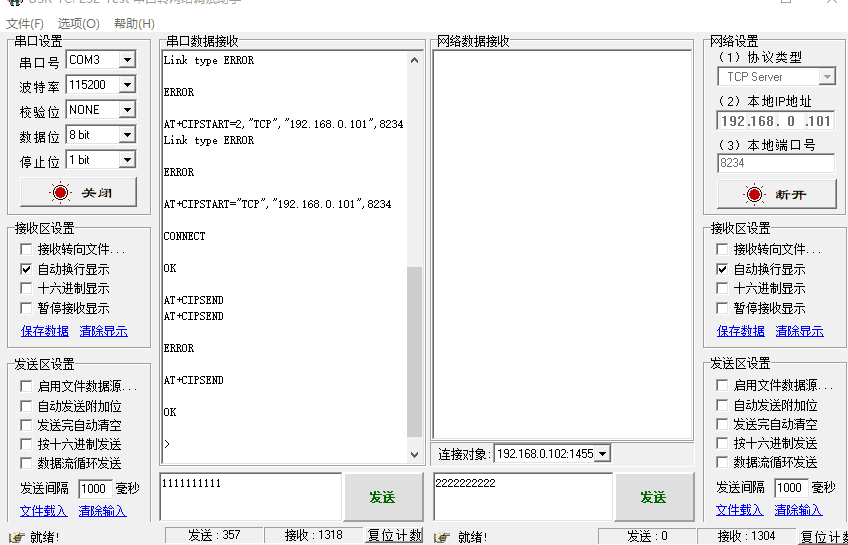 文件(F) 选项(O) 帮助(H)
串口设置
串口号 COM3
波特率 115200
校验位 NONE
数据位 8 bit
停止位 1 bit
关闭
接收区设置
接收转向文件...
自动换行显示
十六进制显示
暂停接收显示
保存数据 清除显示
发送区设置
启用文件数据源...
自动发送附加位
发送完自动清空
按十六进制发送
数据流循环发送
发送间隔 1000 毫秒
文件载入 清除输入
就绪!
串口数据接收
Link type ERROR
ERROR
AT+CIPSTART=2,"TCP","192.168.0.101",8234
Link type ERROR
ERROR
AT+CIPSTART="TCP","192.168.0.101",8234
CONNECT
OK
AT+CIPSEND
AT+CIPSEND
ERROR
AT+CIPSEND
OK
>
1111111111
发送
发送 : 357 接收 : 1318 复位计数
网络数据接收
连接对象: 192.168.0.102:1455
2222222222
发送
就绪!
发送 : 0 接收 : 1304 复位计数
网络设置
(1) 协议类型
TCP Server
(2) 本地IP地址
192.168. 0 .101
(3) 本地端口号
8234
断开
接收区设置
接收转向文件...
自动换行显示
十六进制显示
暂停接收显示
保存数据 清除显示
发送区设置
启用文件数据源...
自动发送附加位
发送完自动清空
按十六进制发送
数据流循环发送
发送间隔 1000 毫秒
文件载入 清除输入